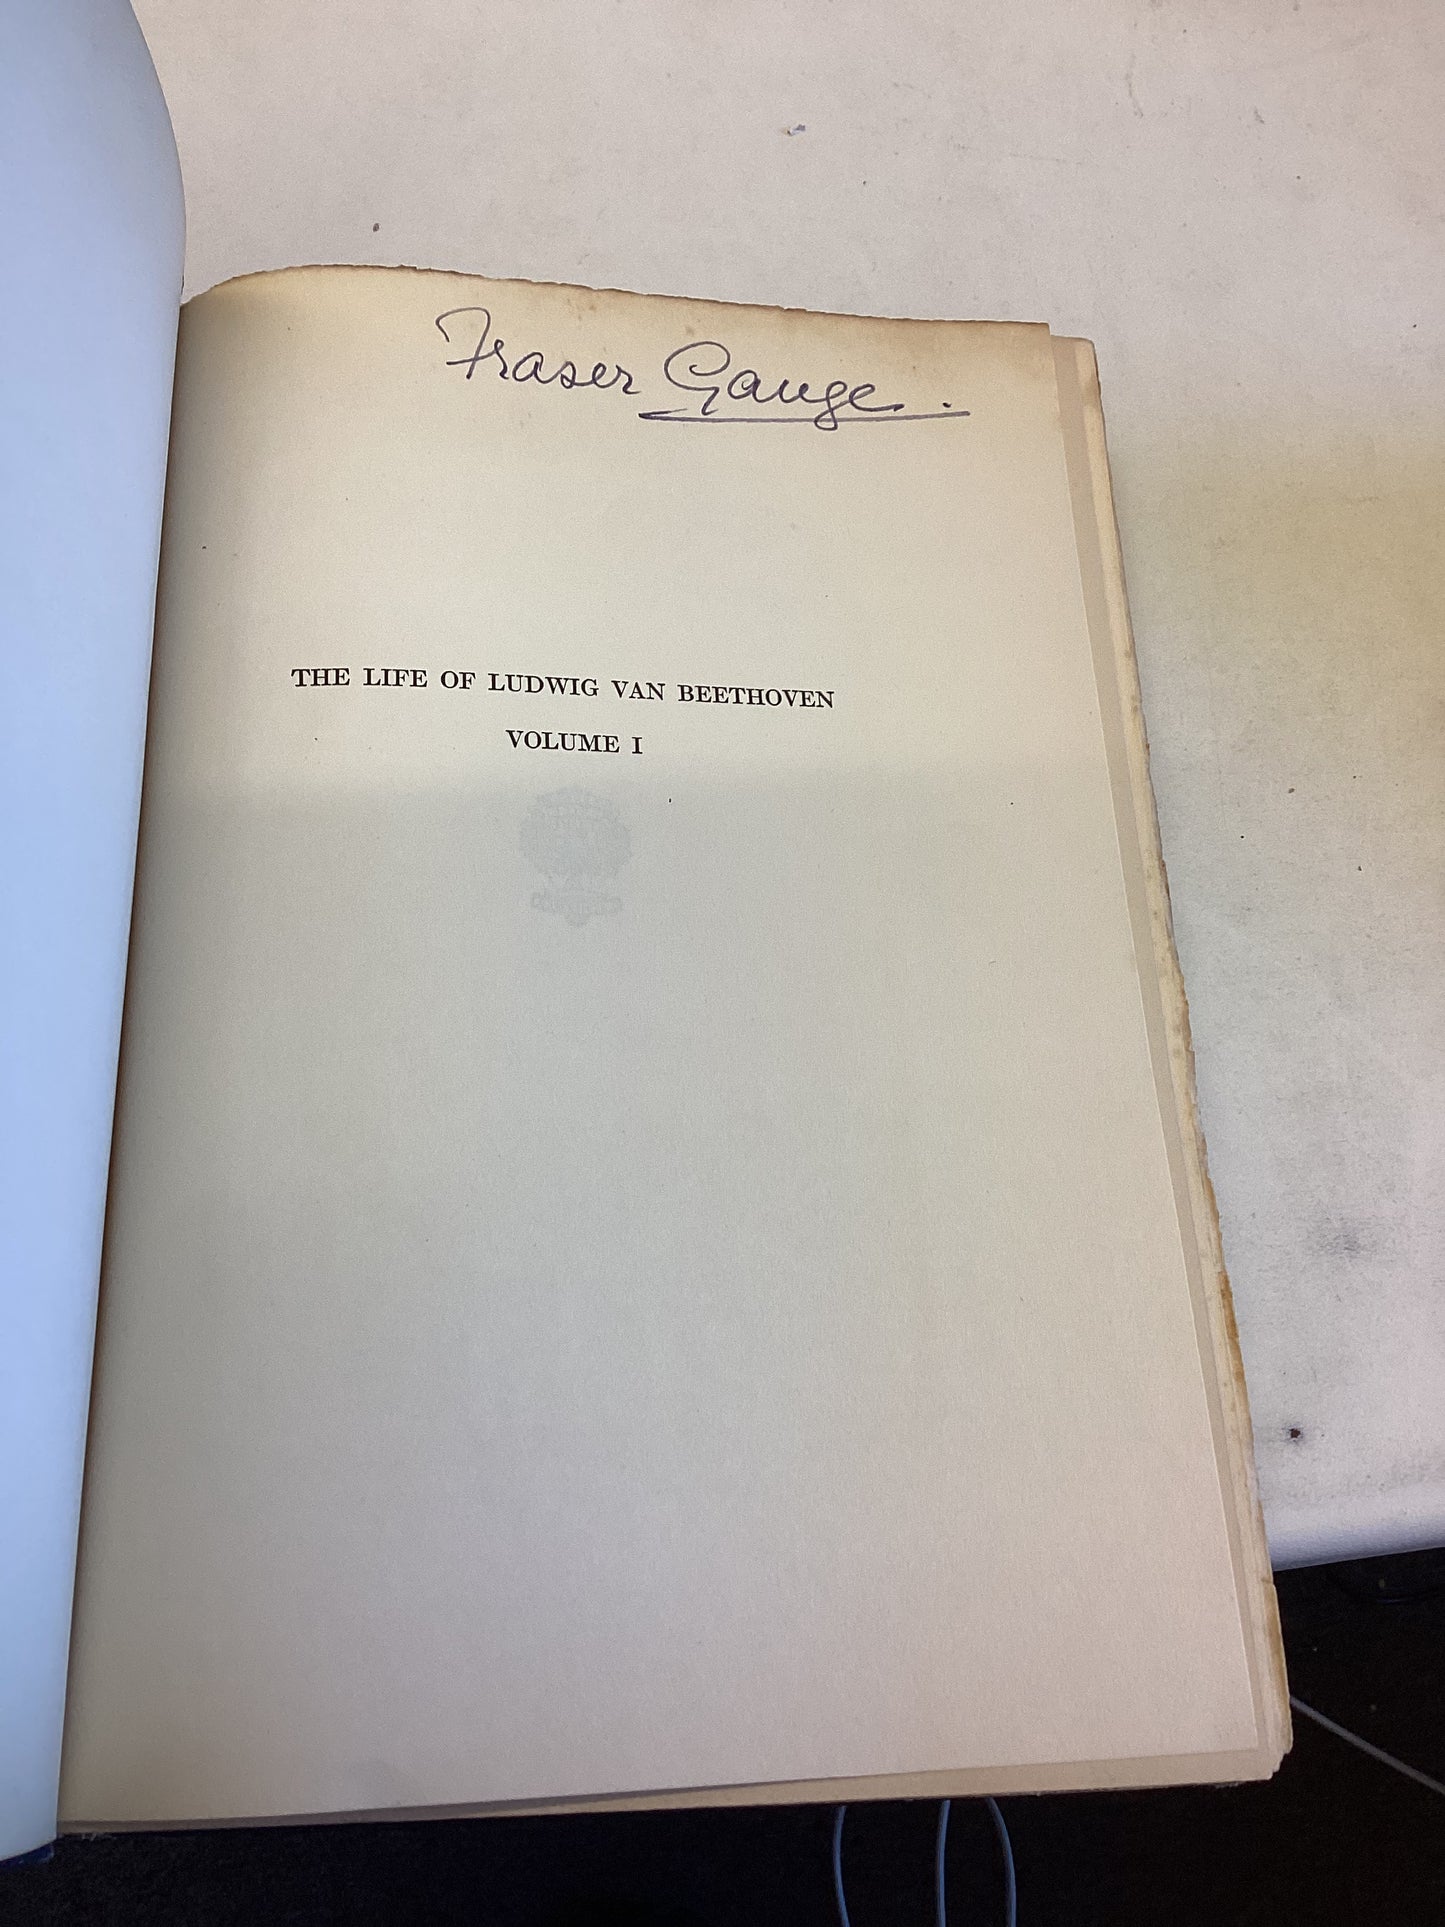 Fraser Gange.
THE LIFE OF LUDWIG VAN BEETHOVEN
VOLUME I